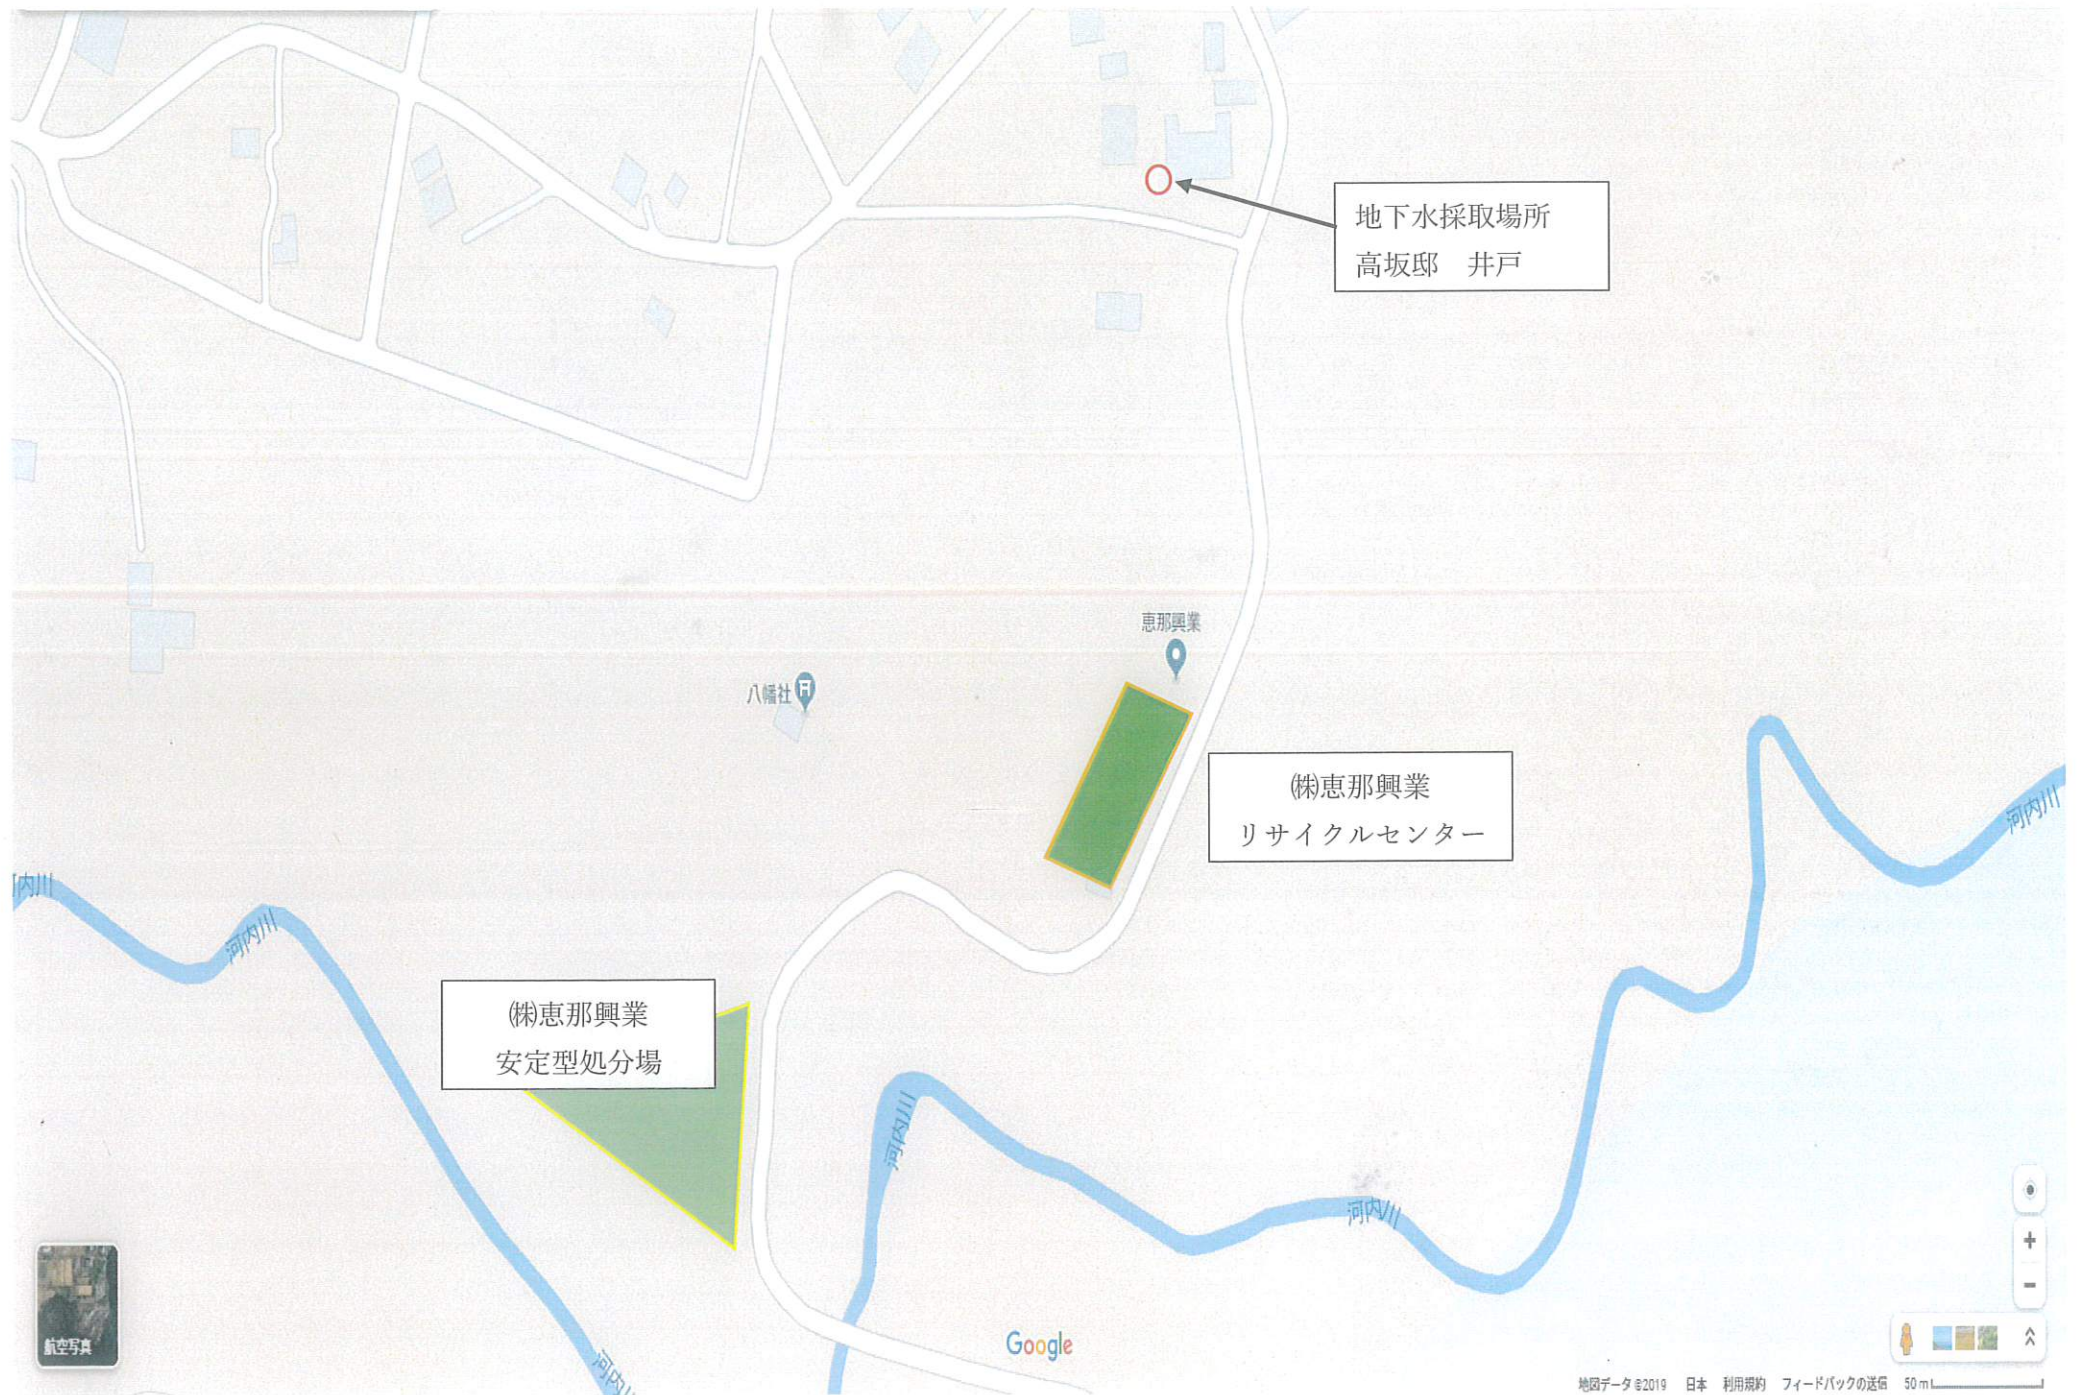 地下水採取場所
高坂邸　井戸
恵那興業
八幡社
㈱恵那興業
リサイクルセンター
河内川
内川
河内川
㈱恵那興業
安定型処分場
河内川
河内川
河内川
航空写真
Google
地図データ ©2019　日本　利用規約　フィードバックの送信　50 m